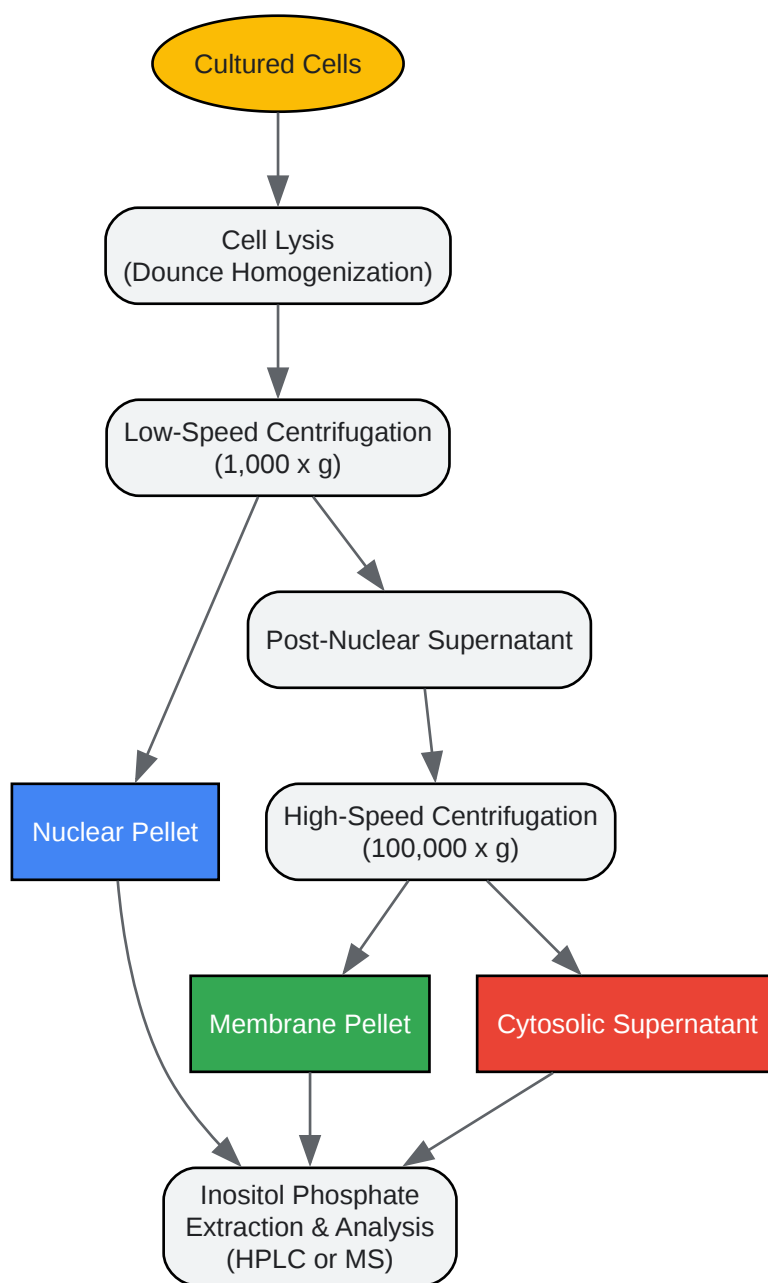 Cultured Cells
Cell Lysis
(Dounce Homogenization)
Low-Speed Centrifugation
(1,000 x g)
Post-Nuclear Supernatant
Nuclear Pellet
High-Speed Centrifugation
(100,000 x g)
Membrane Pellet
Cytosolic Supernatant
Inositol Phosphate
Extraction & Analysis
(HPLC or MS)